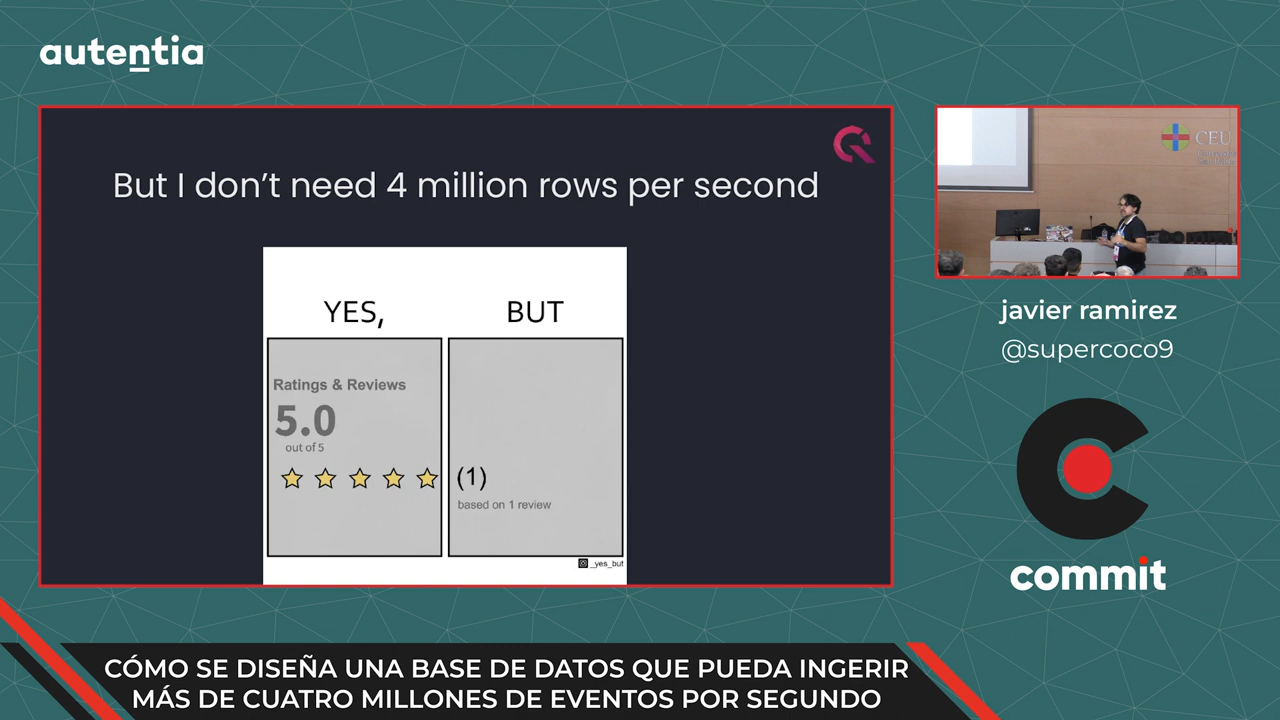 autentia
But I don't need 4 million rows per second
YES,
BUT
Ratings & Reviews
5.0
out of 5
(1)
based on 1 review
_yes_but
CEU
javier ramirez
@supercoco9
commit
CÓMO SE DISEÑA UNA BASE DE DATOS QUE PUEDA INGERIR
MÁS DE CUATRO MILLONES DE EVENTOS POR SEGUNDO